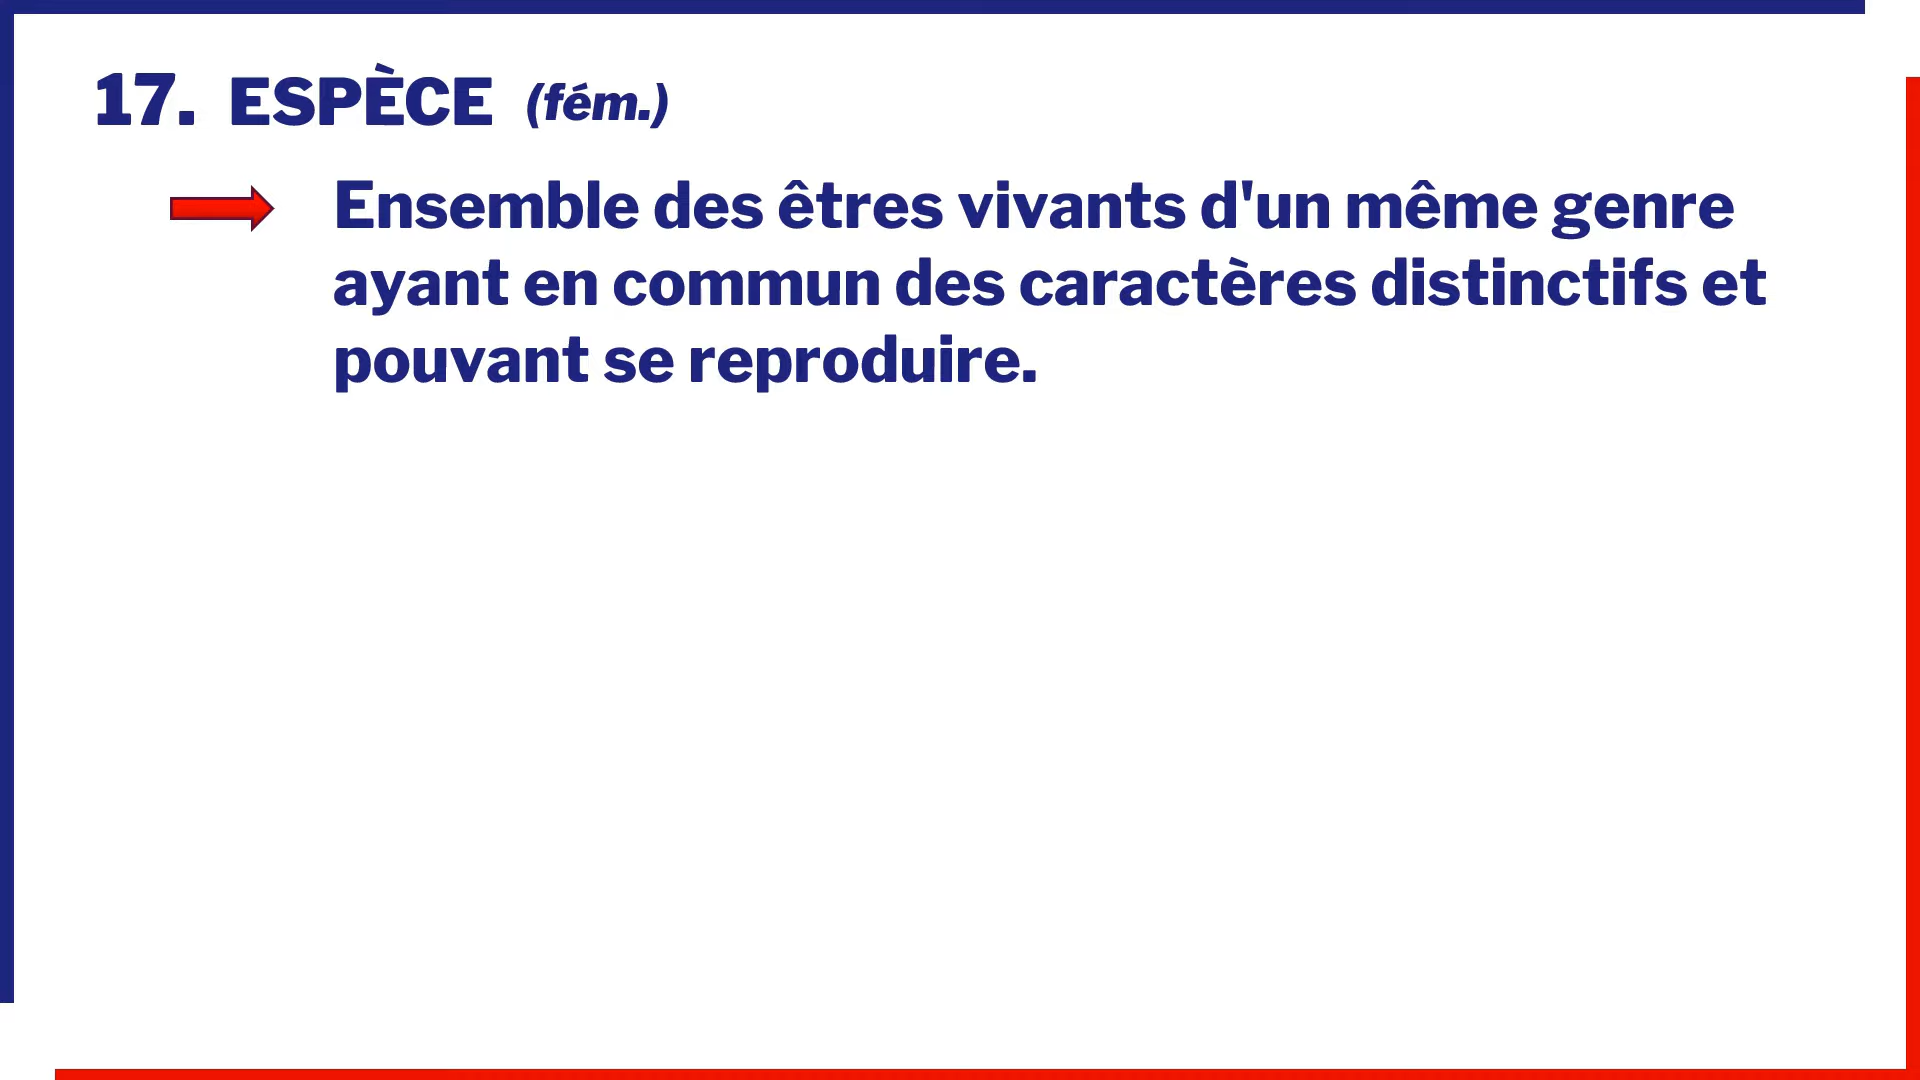 17. ESPÈCE (fém.)
Ensemble des êtres vivants d'un même genre
ayant en commun des caractères distinctifs et
pouvant se reproduire.